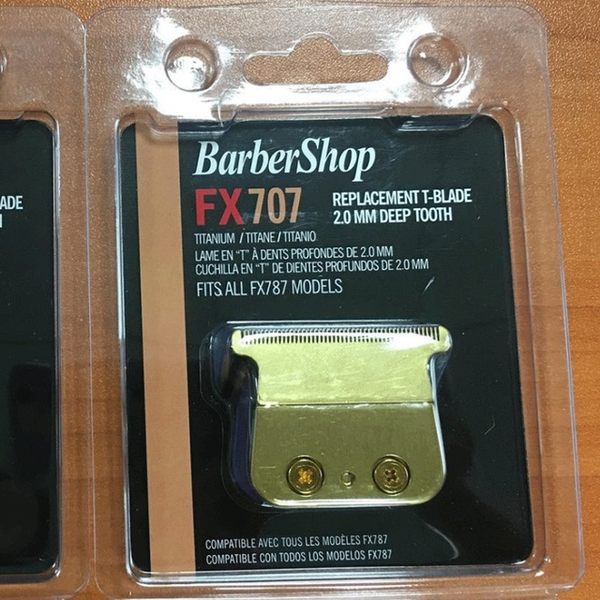 ADE
BarberShop
FX707
REPLACEMENT T-BLADE
2.0 MM DEEP TOOTH
TITANIUM / TITANE / TITANIO
LAME EN "T" À DENTS PROFONDES DE 2.0 MM
CUCHILLA EN "T" DE DIENTES PROFUNDOS DE 2.0 MM
FITS ALL FX787 MODELS
COMPATIBLE AVEC TOUS LES MODÈLES FX787
COMPATIBLE CON TODOS LOS MODELOS FX787